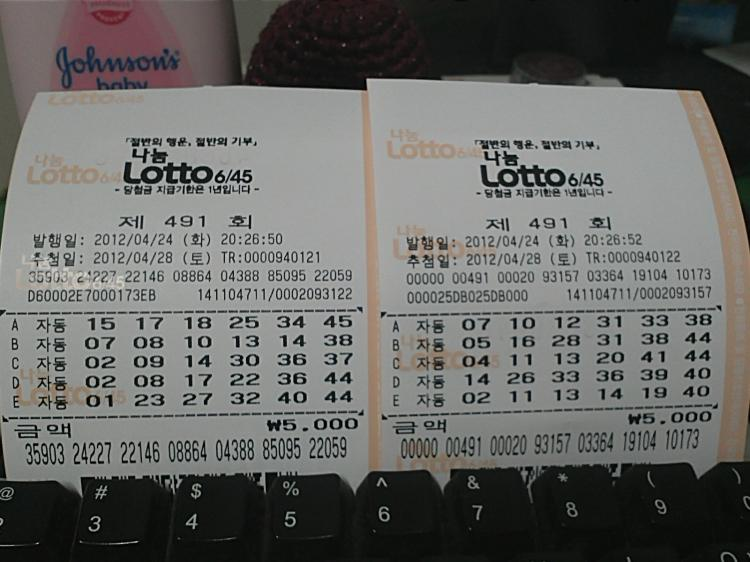 Johnson's
baby
Lotto 6/45
「절반의 행운, 절반의 기부」
나눔
Lotto 6/45
- 당첨금 지급기한은 1년입니다 -
제 491 회
발행일: 2012/04/24 (화) 20:26:50
추첨일: 2012/04/28 (토) TR:0000940121
35903 24227 22146 08864 04388 85095 22059
D60002E7000173EB 141104711/0002093122
A 자동 15 17 18 25 34 45
B 자동 07 08 10 13 14 38
C 자동 02 09 14 30 36 37
D 자동 02 08 17 22 36 44
E 자동 01 23 27 32 40 44
금액 ₩5,000
35903 24227 22146 08864 04388 85095 22059
「절반의 행운, 절반의 기부」
나눔
Lotto 6/45
- 당첨금 지급기한은 1년입니다 -
제 491 회
발행일: 2012/04/24 (화) 20:26:52
추첨일: 2012/04/28 (토) TR:0000940122
00000 00491 00020 93157 03364 19104 10173
000025DB025DB000 141104711/0002093157
A 자동 07 10 12 31 33 38
B 자동 05 16 28 31 38 44
C 자동 04 11 13 20 41 44
D 자동 14 26 33 36 39 40
E 자동 02 11 13 14 19 40
금액 ₩5,000
00000 00491 00020 93157 03364 19104 10173
@ # $ % ^ & * ( )
2 3 4 5 6 7 8 9